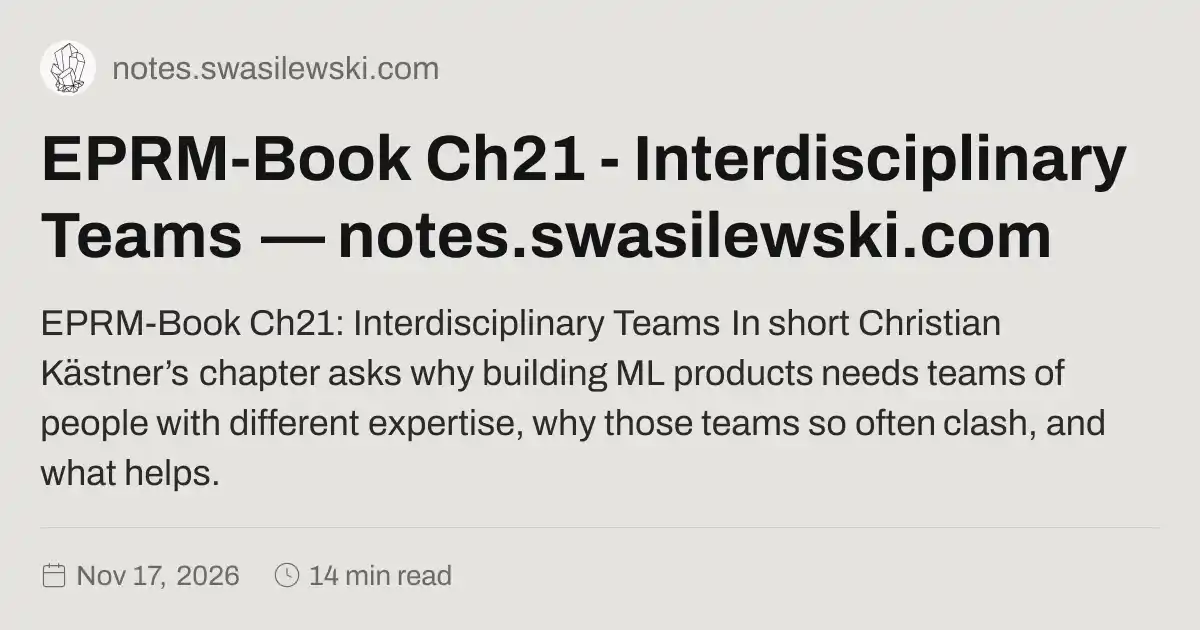 notes.swasilewski.com
EPRM-Book Ch21 - Interdisciplinary
Teams — notes.swasilewski.com
EPRM-Book Ch21: Interdisciplinary Teams In short Christian
Kästner’s chapter asks why building ML products needs teams of
people with different expertise, why those teams so often clash, and
what helps.
Nov 17, 2026 14 min read